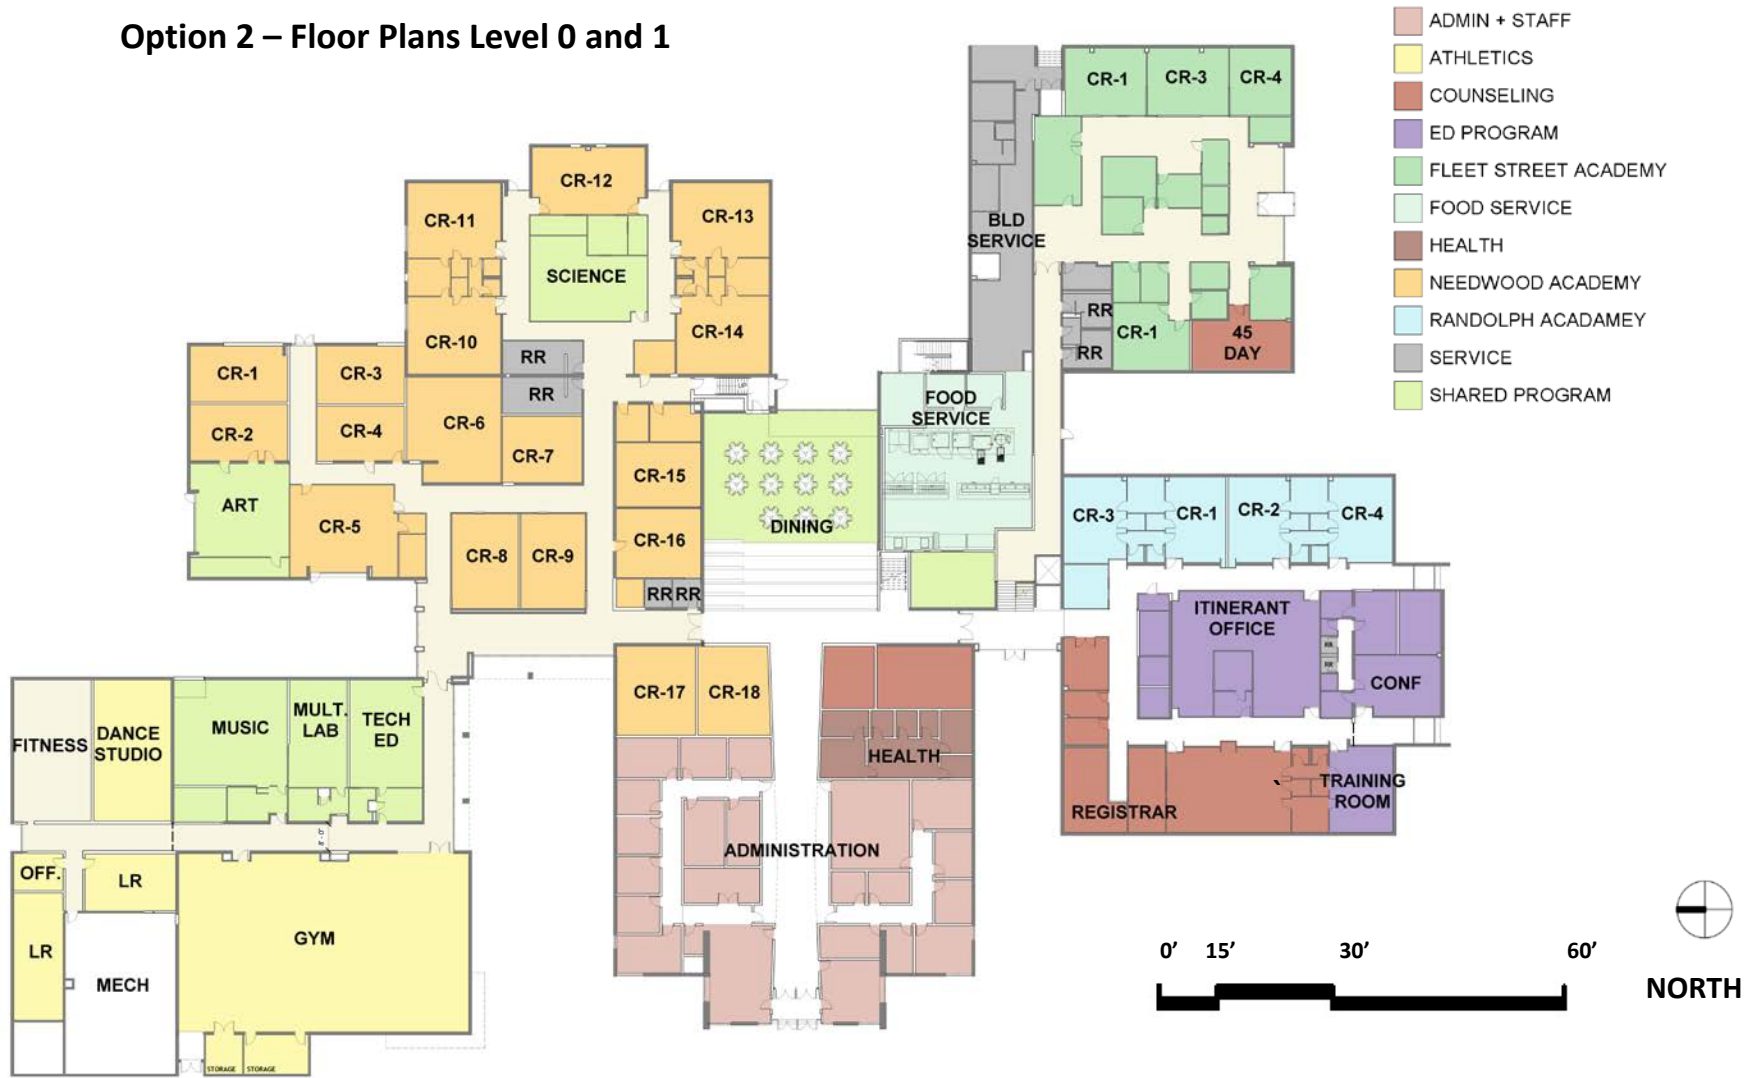 Option 2 – Floor Plans Level 0 and 1
ADMIN + STAFF
ATHLETICS
COUNSELING
ED PROGRAM
FLEET STREET ACADEMY
FOOD SERVICE
HEALTH
NEEDWOOD ACADEMY
RANDOLPH ACADAMEY
SERVICE
SHARED PROGRAM
CR-1
CR-3
CR-4
BLD
SERVICE
RR
RR
CR-1
45
DAY
CR-12
CR-11
CR-13
SCIENCE
CR-10
CR-14
RR
RR
CR-1
CR-3
CR-2
CR-4
CR-6
CR-7
ART
CR-5
CR-8
CR-9
CR-15
CR-16
RR
RR
DINING
FOOD
SERVICE
CR-3
CR-1
CR-2
CR-4
ITINERANT
OFFICE
RR
RR
CONF
REGISTRAR
TRAINING
ROOM
CR-17
CR-18
HEALTH
ADMINISTRATION
FITNESS
DANCE
STUDIO
MUSIC
MULT.
LAB
TECH
ED
8'-0"
OFF.
LR
LR
MECH
GYM
STORAGE
STORAGE
0’ 15’ 30’ 60’
NORTH